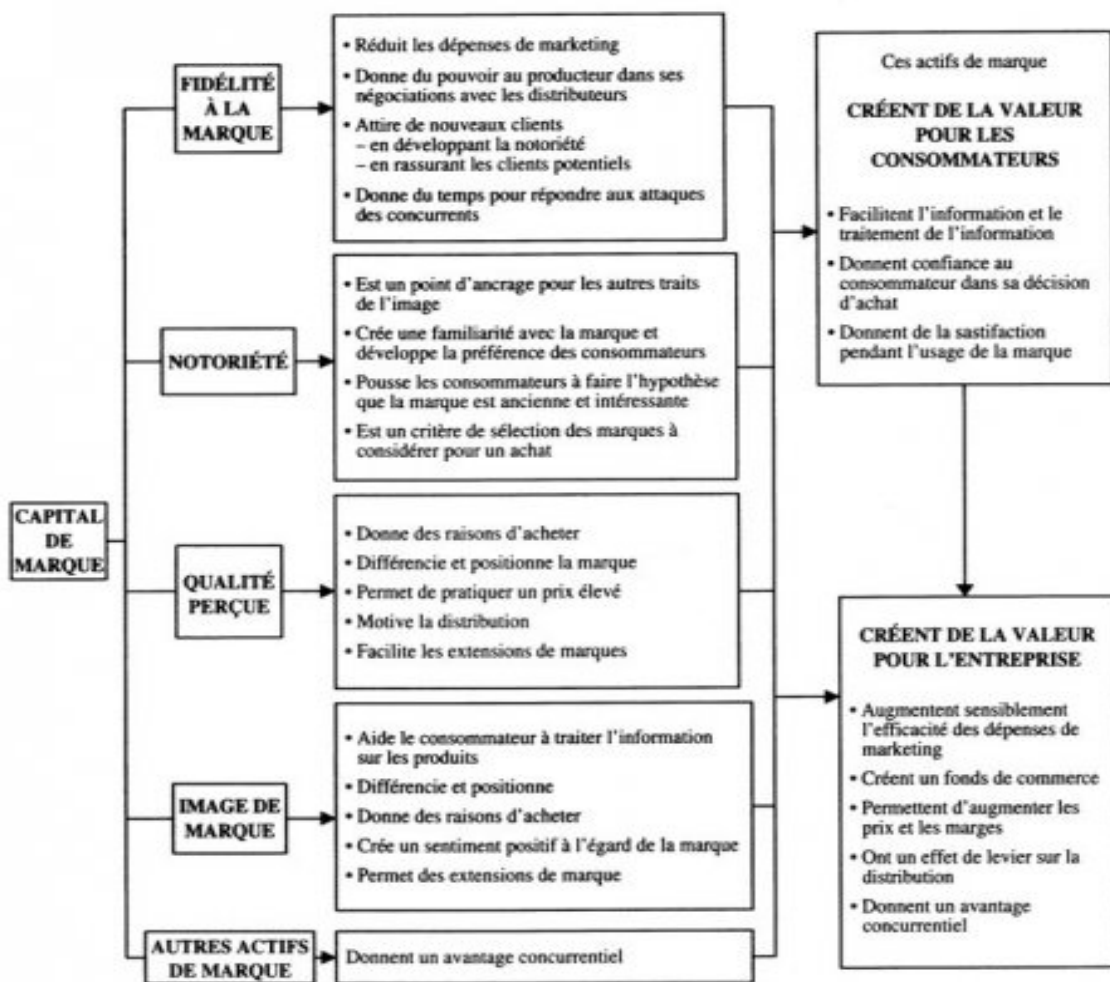 CAPITAL
DE
MARQUE
FIDÉLITÉ
À LA
MARQUE
• Réduit les dépenses de marketing
• Donne du pouvoir au producteur dans ses
négociations avec les distributeurs
• Attire de nouveaux clients
– en développant la notoriété
– en rassurant les clients potentiels
• Donne du temps pour répondre aux attaques
des concurrents
NOTORIÉTÉ
• Est un point d'ancrage pour les autres traits
de l'image
• Crée une familiarité avec la marque et
développe la préférence des consommateurs
• Pousse les consommateurs à faire l'hypothèse
que la marque est ancienne et intéressante
• Est un critère de sélection des marques à
considérer pour un achat
QUALITÉ
PERÇUE
• Donne des raisons d'acheter
• Différencie et positionne la marque
• Permet de pratiquer un prix élevé
• Motive la distribution
• Facilite les extensions de marques
IMAGE DE
MARQUE
• Aide le consommateur à traiter l'information
sur les produits
• Différencie et positionne
• Donne des raisons d'acheter
• Crée un sentiment positif à l'égard de la marque
• Permet des extensions de marque
AUTRES ACTIFS
DE MARQUE
Donnent un avantage concurrentiel
Ces actifs de marque
CRÉENT DE LA VALEUR
POUR LES
CONSOMMATEURS
• Facilitent l'information et le
traitement de l'information
• Donnent confiance au
consommateur dans sa décision
d'achat
• Donnent de la sastifaction
pendant l'usage de la marque
CRÉENT DE LA VALEUR
POUR L'ENTREPRISE
• Augmentent sensiblement
l'efficacité des dépenses de
marketing
• Créent un fonds de commerce
• Permettent d'augmenter les
prix et les marges
• Ont un effet de levier sur la
distribution
• Donnent un avantage
concurrentiel